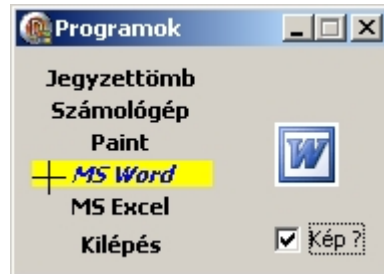 Programok
Jegyzettömb
Számológép
Paint
MS Word
MS Excel
Kilépés
Kép ?